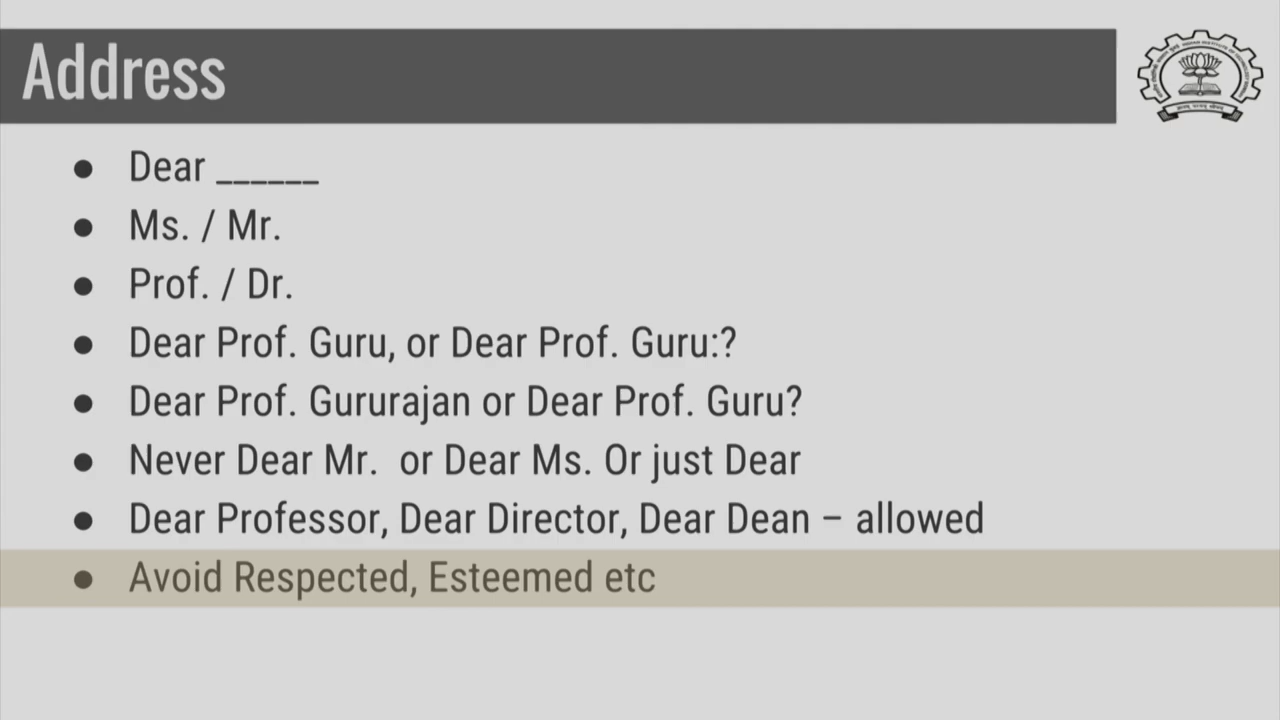 Address
● Dear ______
● Ms. / Mr.
● Prof. / Dr.
● Dear Prof. Guru, or Dear Prof. Guru:?
● Dear Prof. Gururajan or Dear Prof. Guru?
● Never Dear Mr.  or Dear Ms. Or just Dear
● Dear Professor, Dear Director, Dear Dean – allowed
● Avoid Respected, Esteemed etc